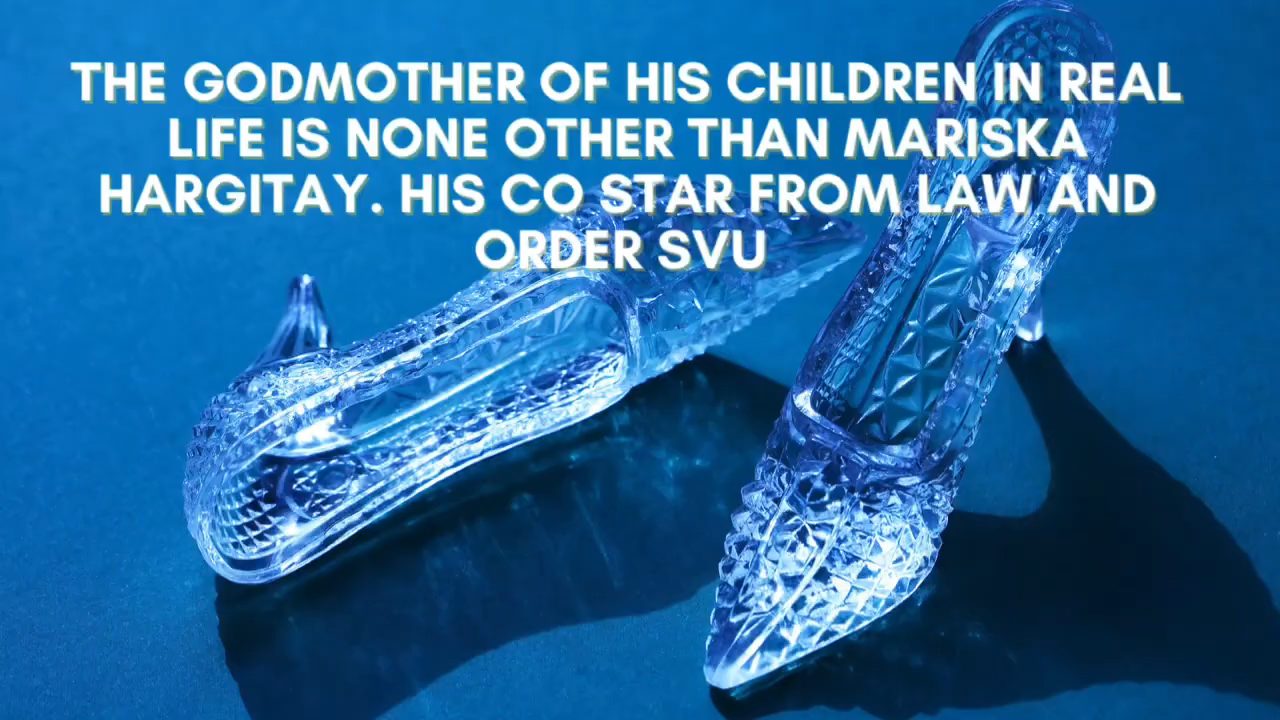 THE GODMOTHER OF HIS CHILDREN IN REAL
LIFE IS NONE OTHER THAN MARISKA
HARGITAY. HIS CO STAR FROM LAW AND
ORDER SVU